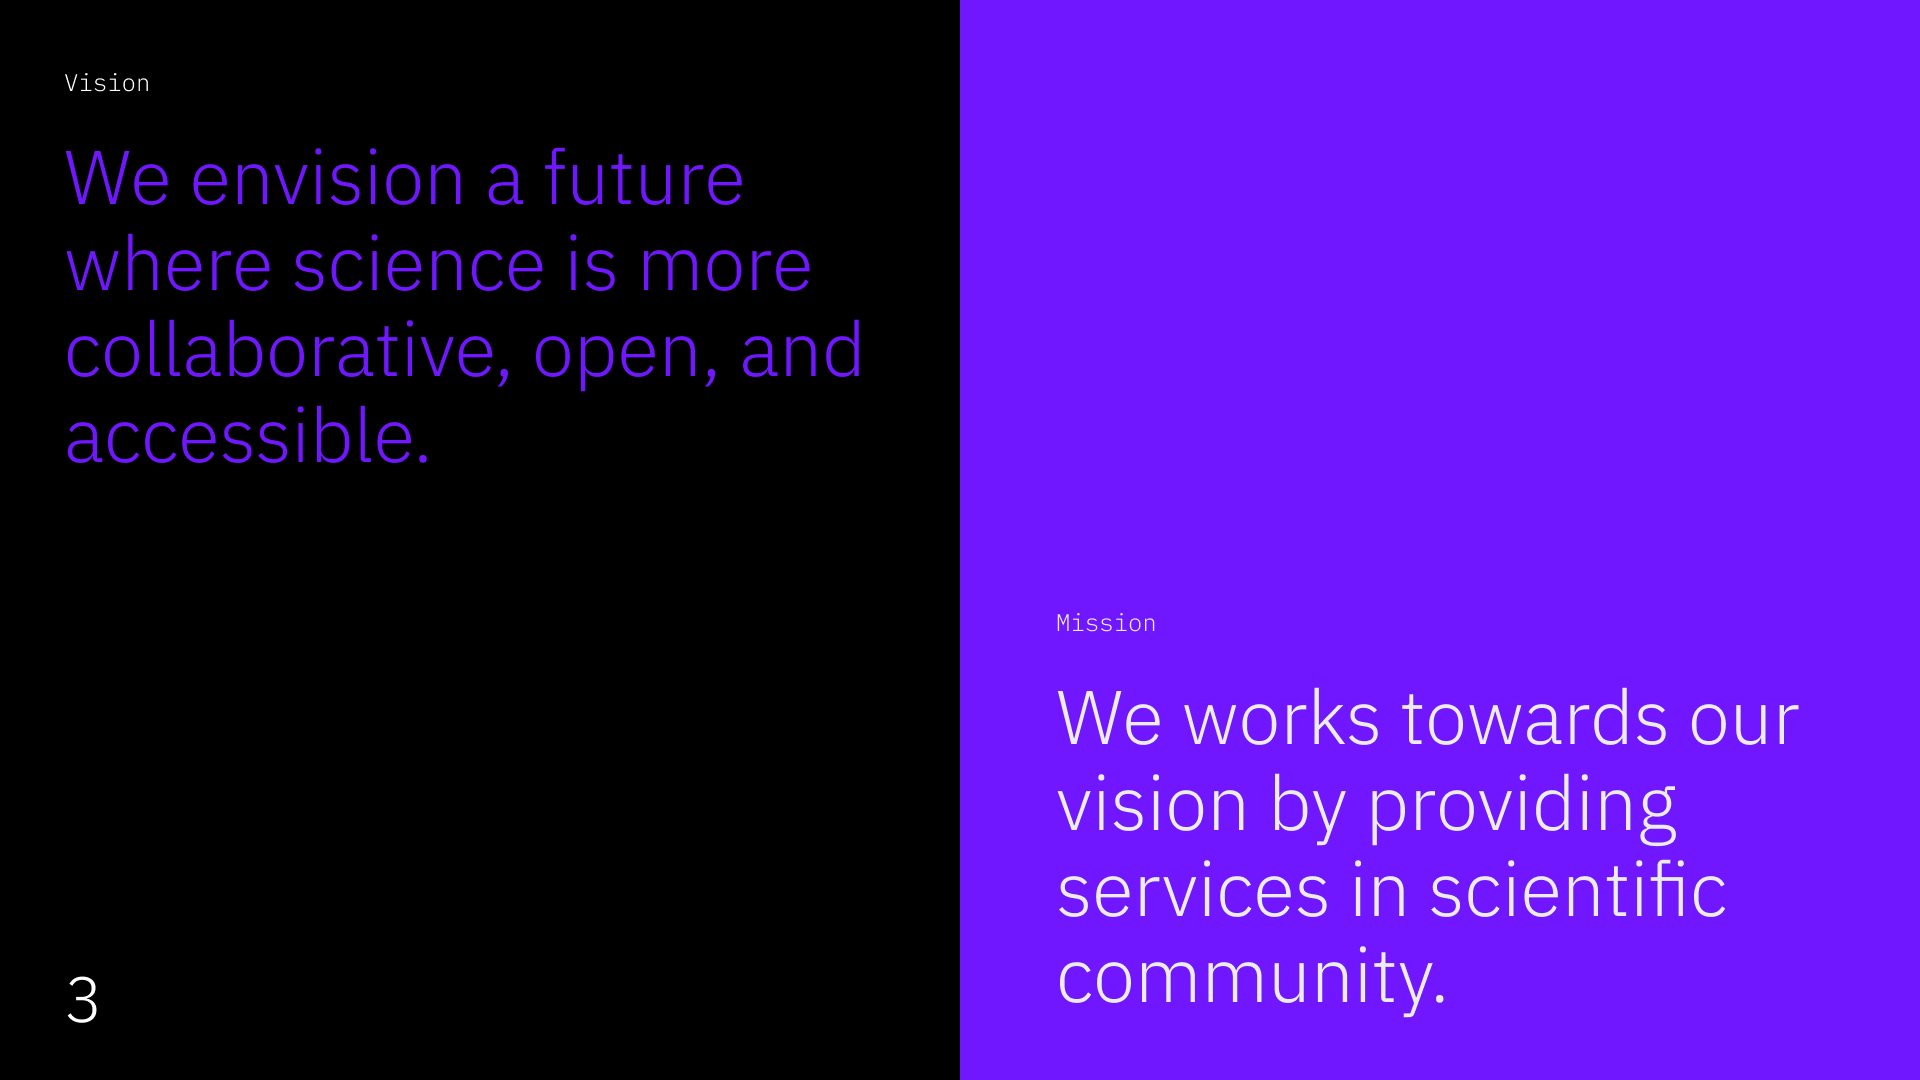 Vision
We envision a future
where science is more
collaborative, open, and
accessible.
3
Mission
We works towards our
vision by providing
services in scientific
community.